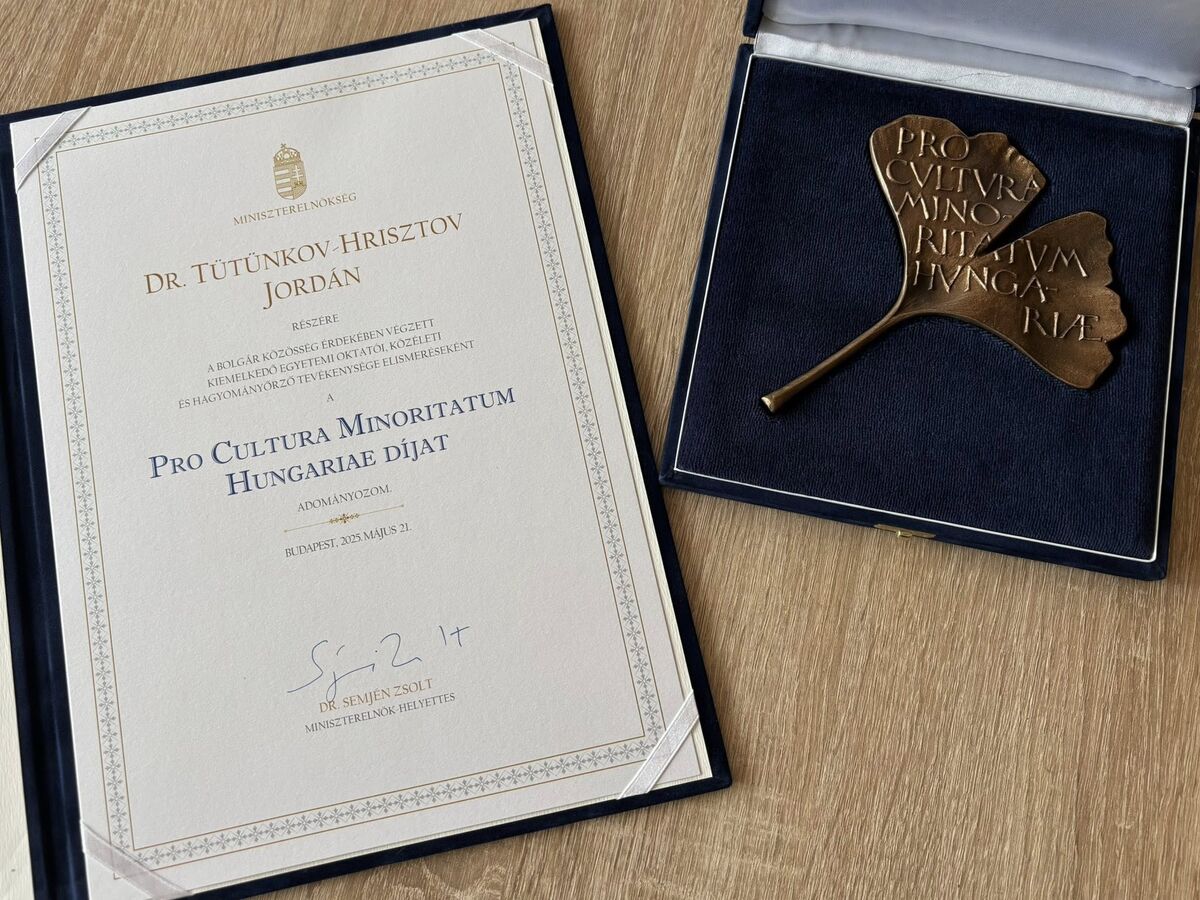 MINISZTERELNÖKSÉG
DR. TÜTÜNKOV-HRISZTOV
JORDÁN
RÉSZÉRE
A BOLGÁR KÖZÖSSÉG ÉRDEKÉBEN VÉGZETT
KIEMELKEDŐ EGYETEMI OKTATÓI, KÖZÉLETI
ÉS HAGYOMÁNYŐRZŐ TEVÉKENYSÉGE ELISMERÉSEKÉNT
A
PRO CULTURA MINORITATUM
HUNGARIAE DÍJAT
ADOMÁNYOZOM.
BUDAPEST, 2025. MÁJUS 21.
DR. SEMJÉN ZSOLT
MINISZTERELNÖK-HELYETTES
PRO
CVLTVRA
MINO-
RITATVM
HVNGA-
RIÆ